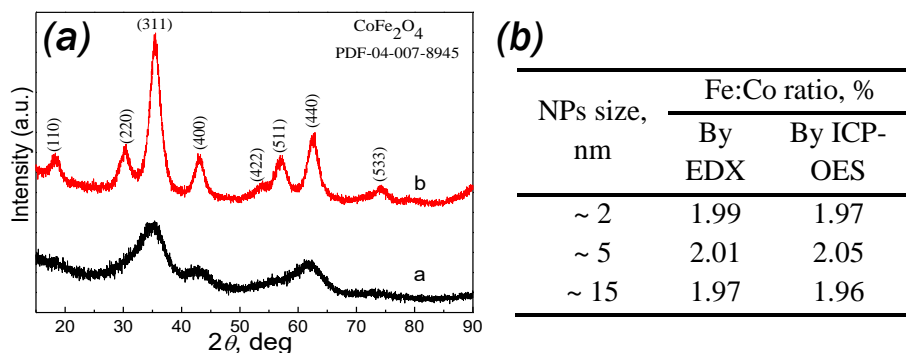 (a)
CoFe2O4
PDF-04-007-8945
(110)
(220)
(311)
(400)
(422)
(511)
(440)
(533)
b
a
Intensity (a.u.)
20 30 40 50 60 70 80 90
2θ, deg
(b)
NPs size, nm
Fe:Co ratio, %
By EDX
By ICP-OES
~ 2 1.99 1.97
~ 5 2.01 2.05
~ 15 1.97 1.96